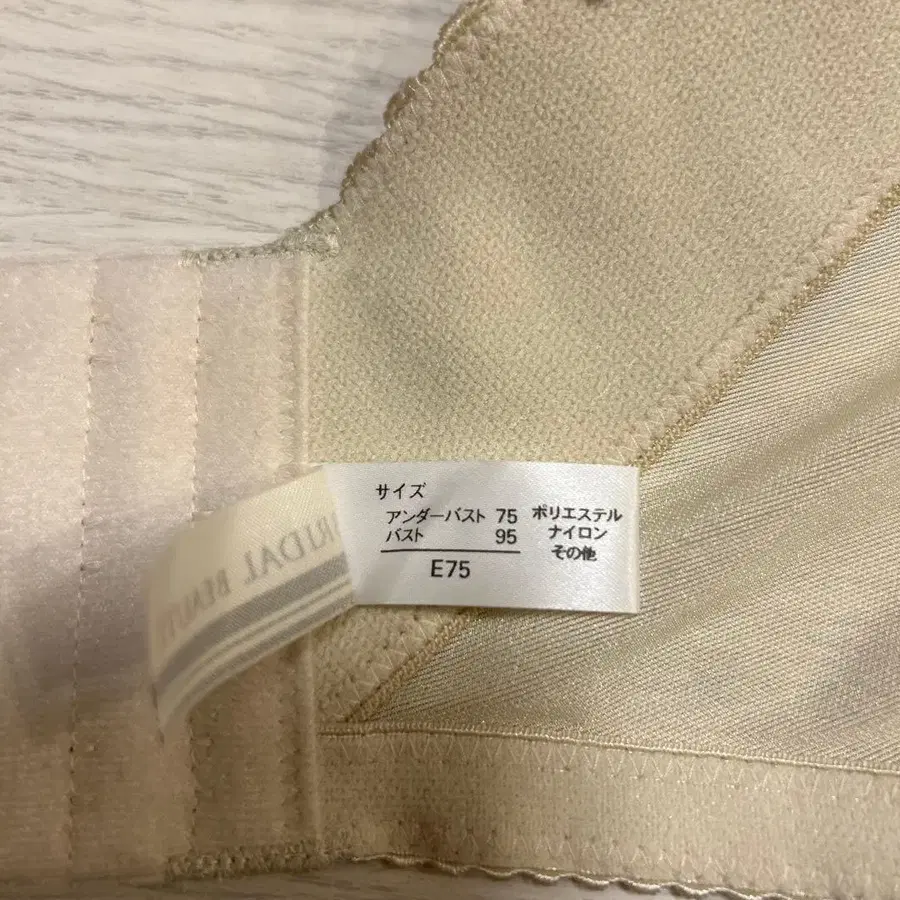 サイズ
アンダーバスト 75
バスト 95
E75
ポリエステル
ナイロン
その他
BRIDAL